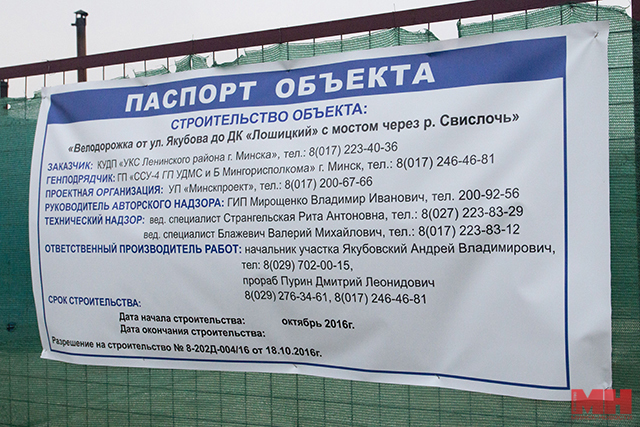 ПАСПОРТ ОБЪЕКТА
СТРОИТЕЛЬСТВО ОБЪЕКТА:
«Велодорожка от ул. Якубова до ДК «Лошицкий» с мостом через р. Свислочь»
ЗАКАЗЧИК: КУДП «УКС Ленинского района г. Минска», тел.: 8(017) 223-40-36
ГЕНПОДРЯДЧИК: ГП «ССУ-4 ГП УДМС и Б Мингорисполкома» г. Минск, тел.: 8(017) 246-46-81
ПРОЕКТНАЯ ОРГАНИЗАЦИЯ: УП «Минскпроект», тел.: 8(017) 200-67-66
РУКОВОДИТЕЛЬ АВТОРСКОГО НАДЗОРА: ГИП Мирощенко Владимир Иванович, тел. 200-92-56
ТЕХНИЧЕСКИЙ НАДЗОР: вед. специалист Странгельская Рита Антоновна, тел.: 8(027) 223-83-29
вед. специалист Блажевич Валерий Михайлович, тел.: 8(017) 223-83-12
ОТВЕТСТВЕННЫЙ ПРОИЗВОДИТЕЛЬ РАБОТ: начальник участка Якубовский Андрей Владимирович,
тел: 8(029) 702-00-15,
прораб Пурин Дмитрий Леонидович
8(029) 276-34-61, 8(017) 246-46-81
СРОК СТРОИТЕЛЬСТВА:
Дата начала строительства: октябрь 2016г.
Дата окончания строительства:
Разрешение на строительство № 8-202Д-004/16 от 18.10.2016г.
МН